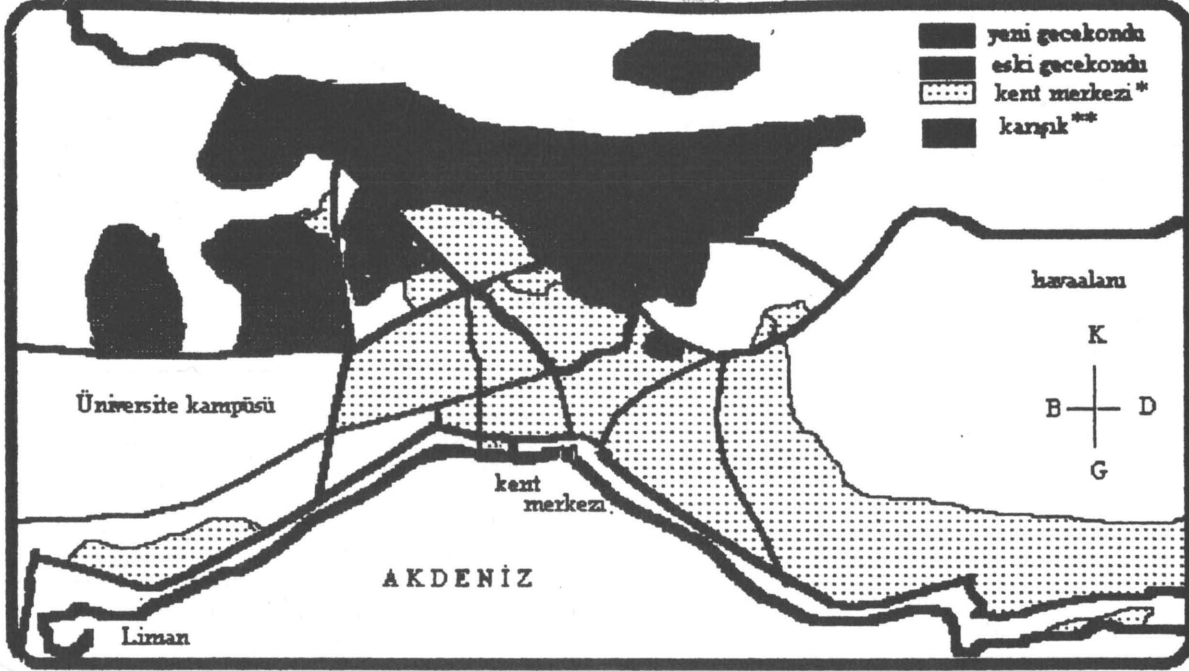 yeni gecekondu
eski gecekondu
kent merkezi*
karışık**
havaalanı
K
B D
G
Üniversite kampüsü
kent
merkezi
AKDENİZ
Liman